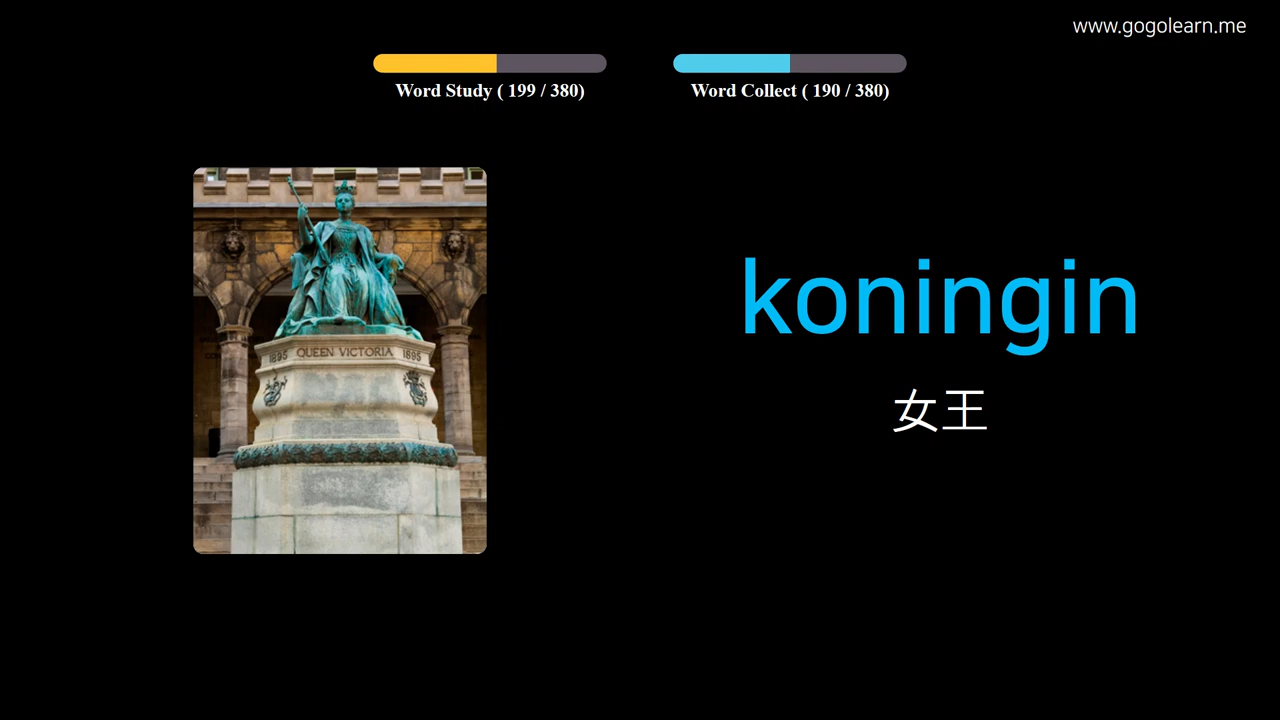 www.gogolearn.me
Word Study ( 199 / 380)
Word Collect ( 190 / 380)
1895 QUEEN VICTORIA 1895
koningin
女王